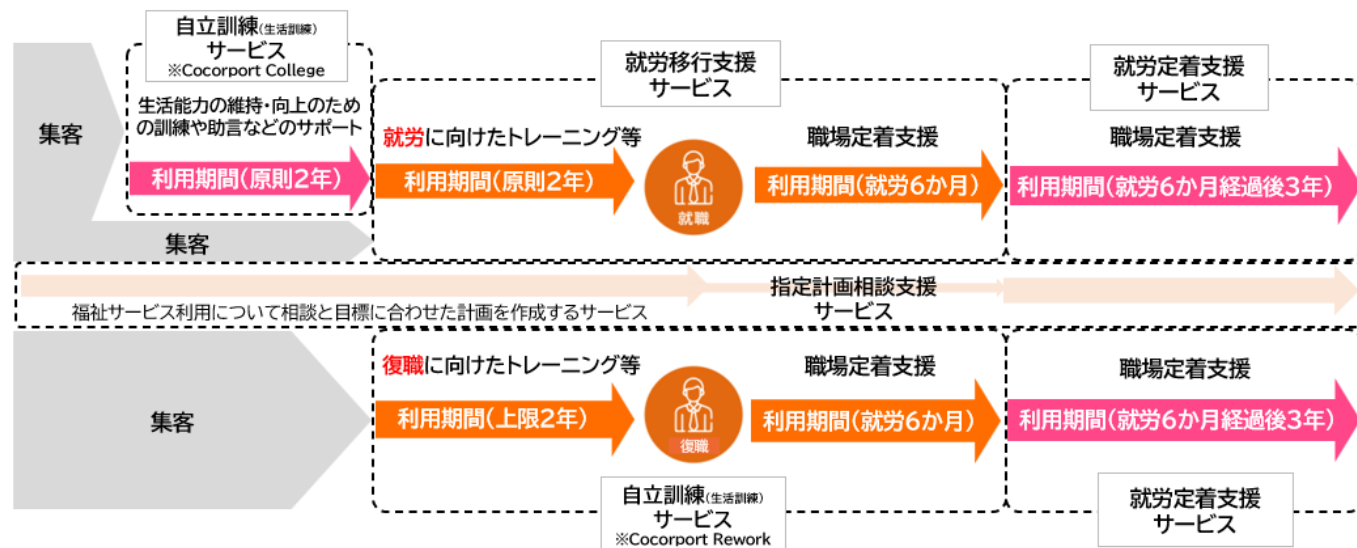 自立訓練(生活訓練)
サービス
※Cocorport College
生活能力の維持・向上のため
の訓練や助言などのサポート
利用期間(原則2年)
集客
集客
就労移行支援
サービス
就労に向けたトレーニング等
利用期間(原則2年)
就職
職場定着支援
利用期間(就労6か月)
就労定着支援
サービス
職場定着支援
利用期間(就労6か月経過後3年)
指定計画相談支援
サービス
福祉サービス利用について相談と目標に合わせた計画を作成するサービス
集客
復職に向けたトレーニング等
利用期間(上限2年)
復職
職場定着支援
利用期間(就労6か月)
自立訓練(生活訓練)
サービス
※Cocorport Rework
職場定着支援
利用期間(就労6か月経過後3年)
就労定着支援
サービス